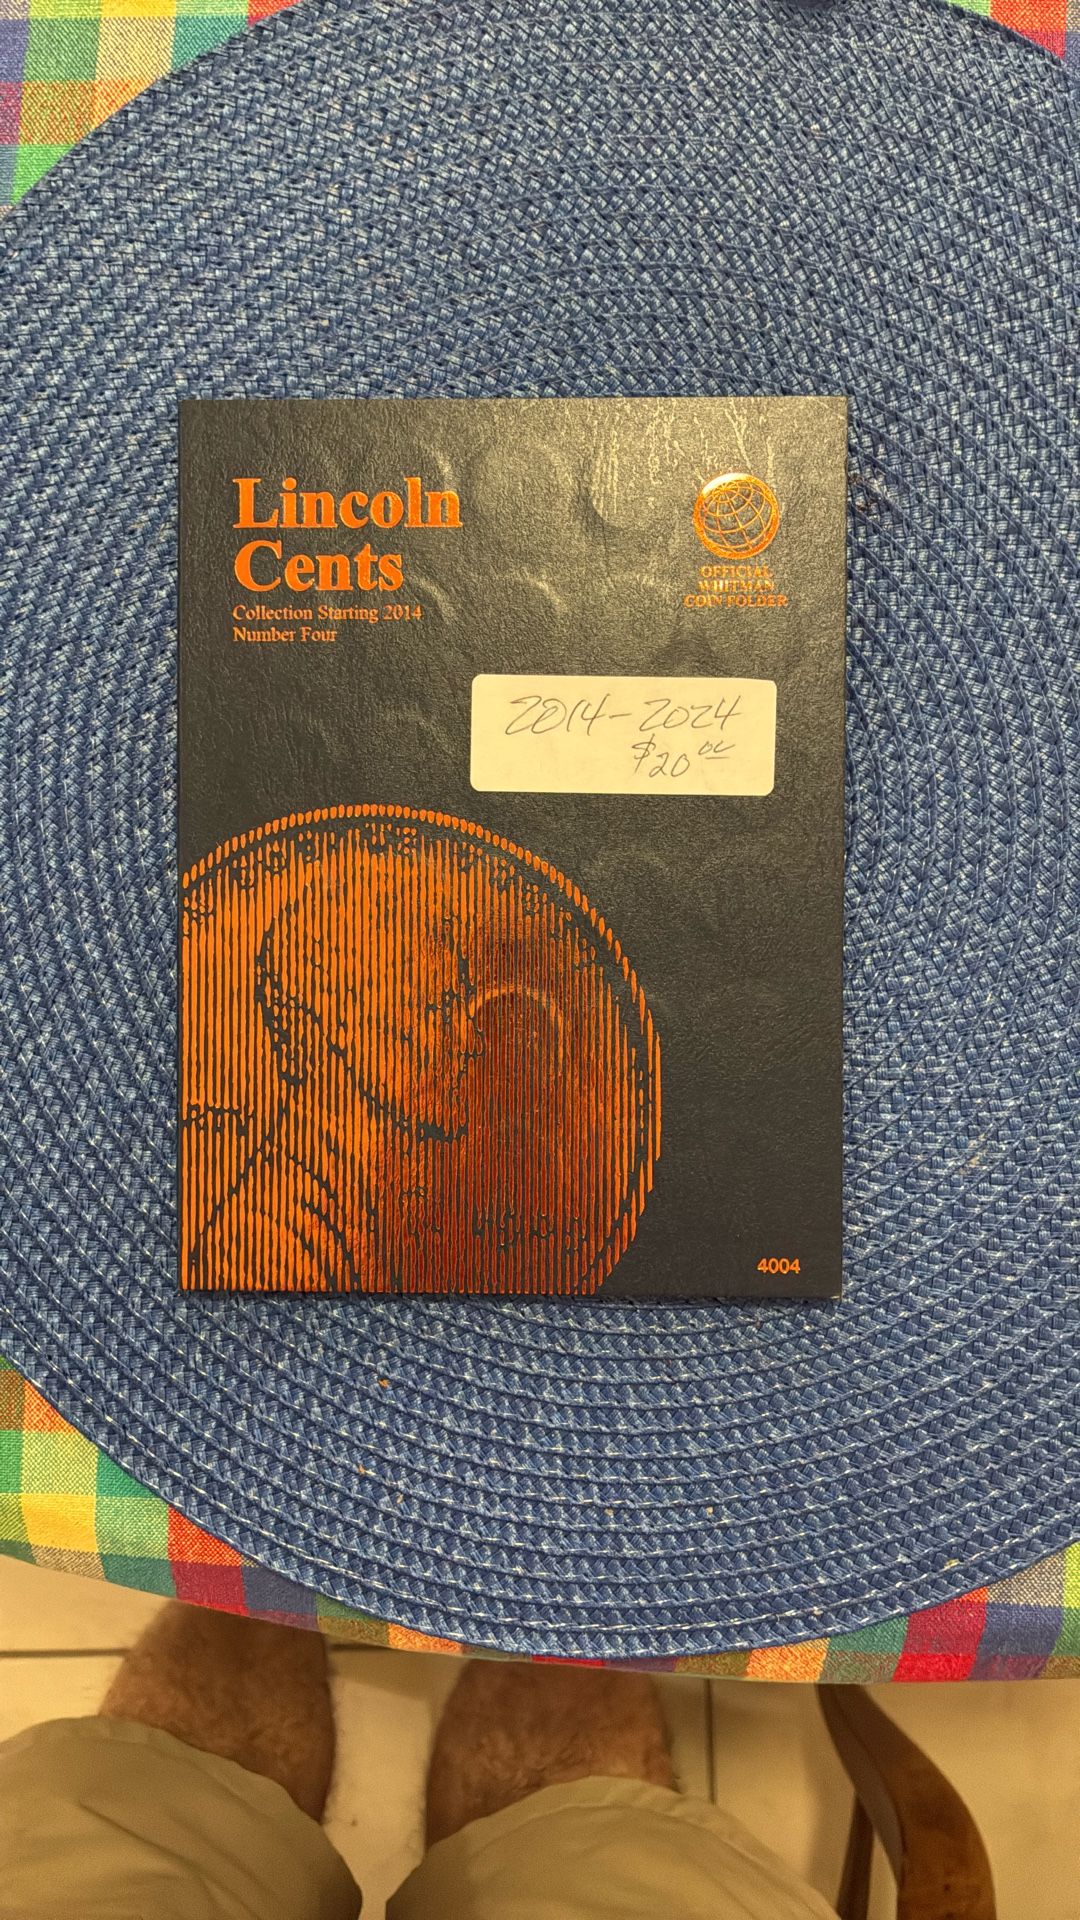 Lincoln
Cents
Collection Starting 2014
Number Four
OFFICIAL
WHITMAN
COIN FOLDER
2014-2024
$20 00
4004